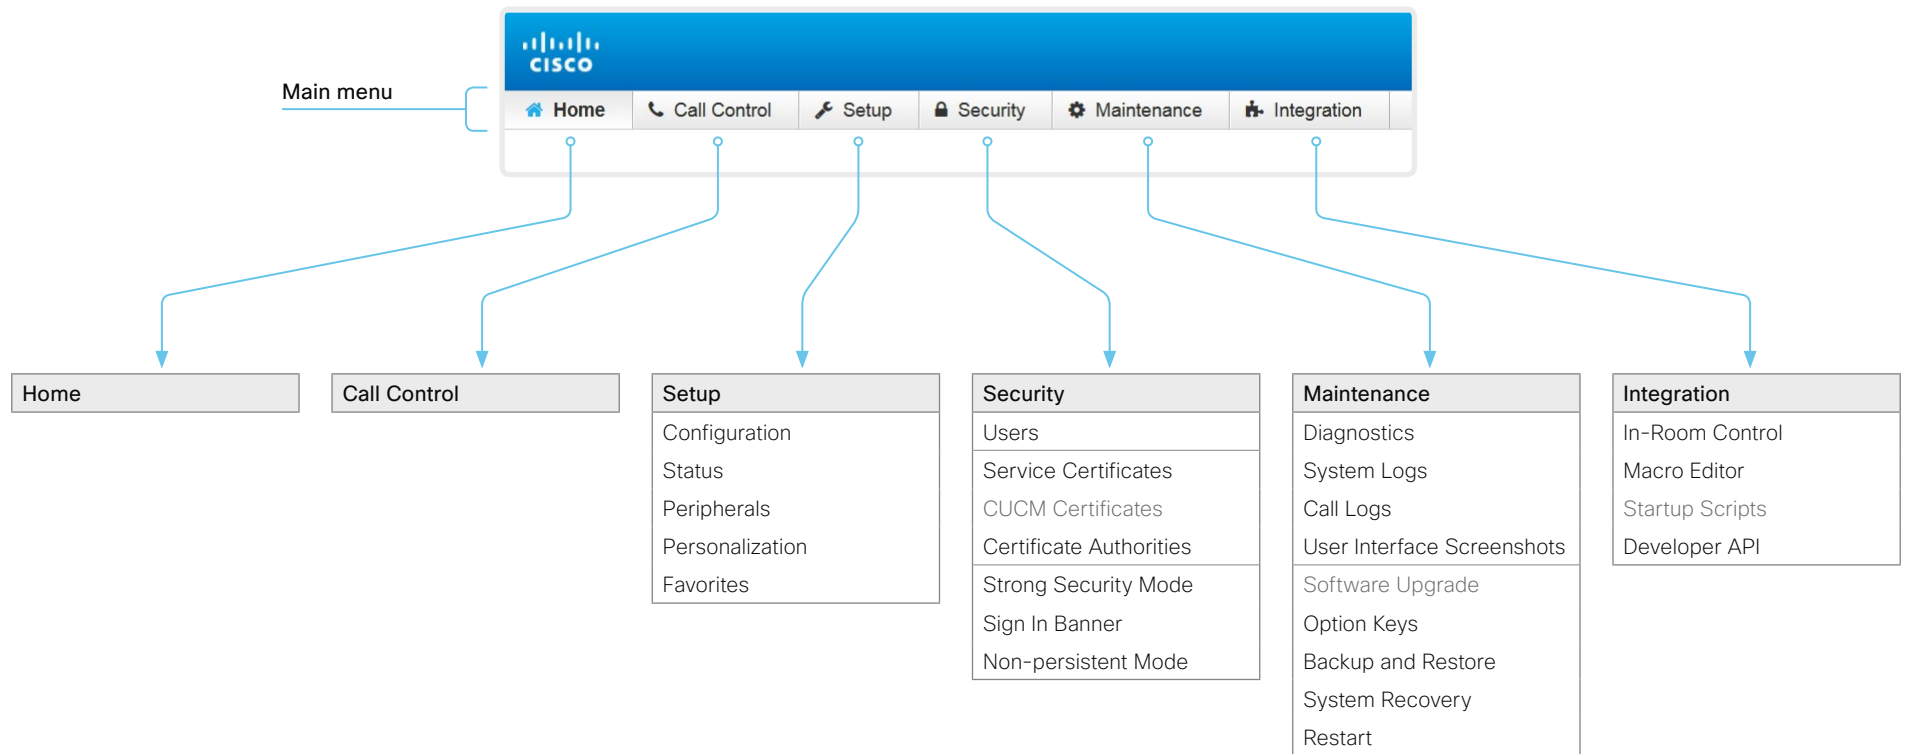 CISCO
Main menu
Home Call Control Setup Security Maintenance Integration
Home
Call Control
Setup
Configuration
Status
Peripherals
Personalization
Favorites
Security
Users
Service Certificates
CUCM Certificates
Certificate Authorities
Strong Security Mode
Sign In Banner
Non-persistent Mode
Maintenance
Diagnostics
System Logs
Call Logs
User Interface Screenshots
Software Upgrade
Option Keys
Backup and Restore
System Recovery
Restart
Integration
In-Room Control
Macro Editor
Startup Scripts
Developer API